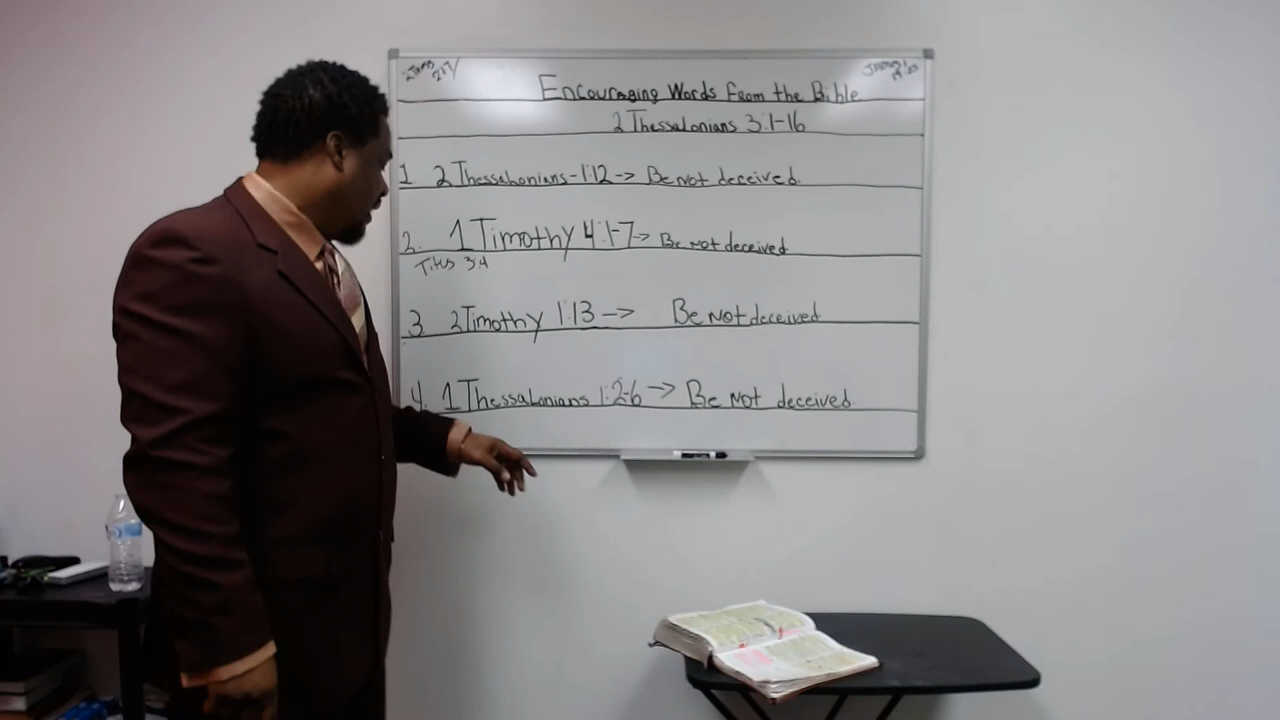 Encouraging Words From the Bible
2 Thessalonians 3:1-16
1 2 Thessalonians-1:12-> Be not deceived.
2. 1 Timothy 4:1-7-> Be not deceived
Titus 3:4
3. 2 Timothy 1:13 -> Be not deceived
4. 1 Thessalonians 1:2-6 -> Be not deceived.